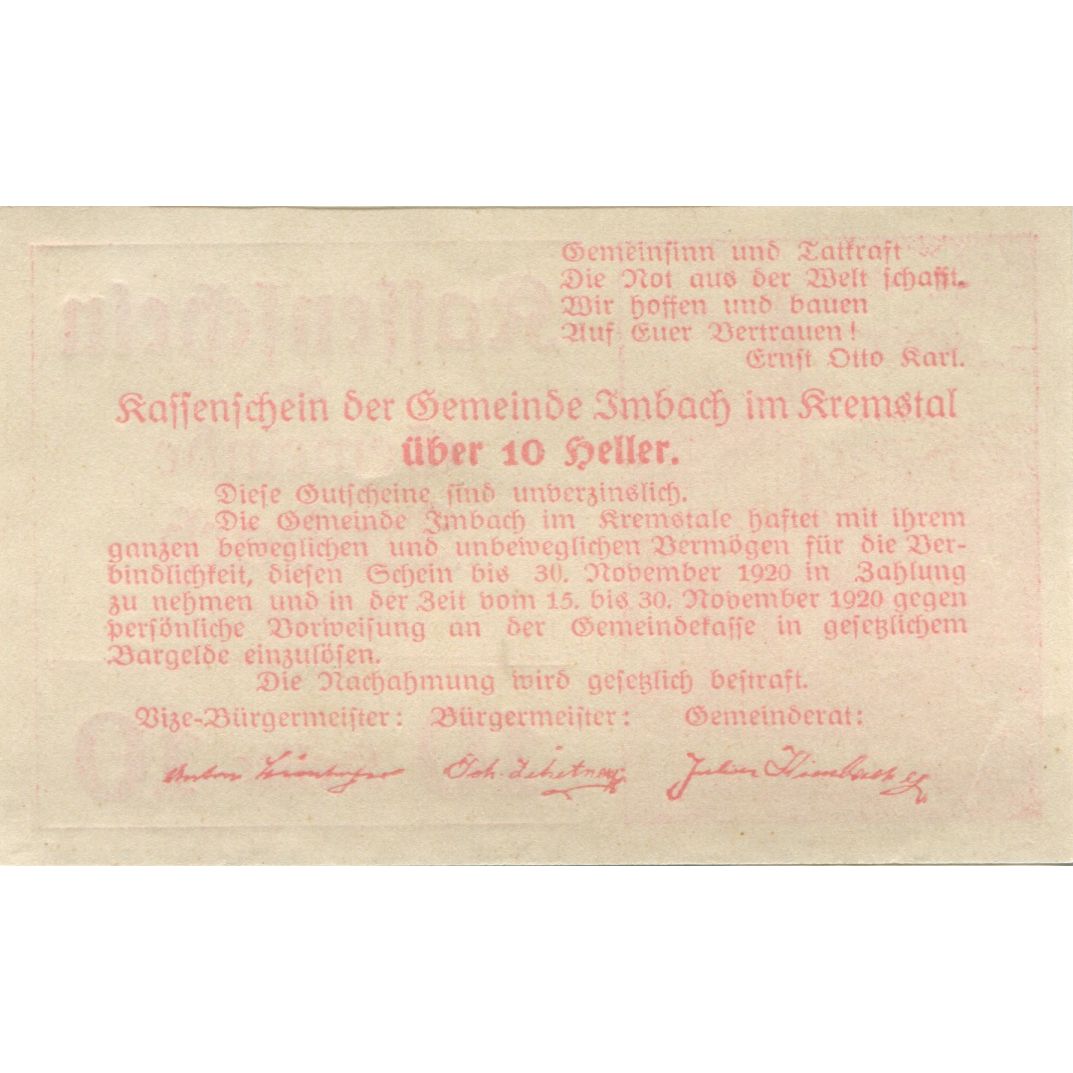 Gemeinsinn und Tatkraft
Die Not aus der Welt schafft.
Wir hoffen und bauen
Auf Euer Vertrauen!
Ernst Otto Karl.
Kassenschein der Gemeinde Imbach im Kremstal
über 10 Heller.
Diese Gutscheine sind unverzinslich.
Die Gemeinde Imbach im Kremstale haftet mit ihrem
ganzen beweglichen und unbeweglichen Vermögen für die Ver-
bindlichkeit, diesen Schein bis 30. November 1920 in Zahlung
zu nehmen und in der Zeit vom 15. bis 30. November 1920 gegen
persönliche Vorweisung an der Gemeindekasse in gesetzlichem
Bargelde einzulösen.
Die Nachahmung wird gesetzlich bestraft.
Vize-Bürgermeister: Bürgermeister: Gemeinderat:
Anton Joh.